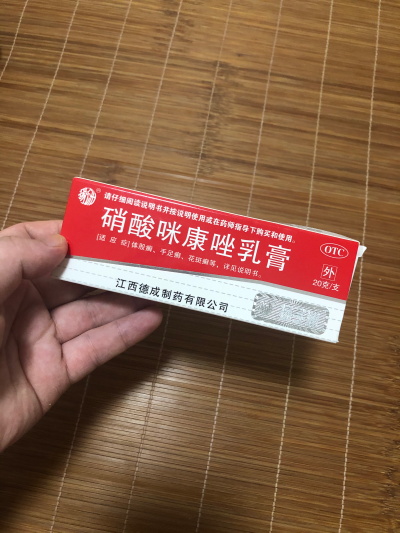 请仔细阅读说明书并按说明使用或在药师指导下购买和使用。
硝酸咪康唑乳膏
OTC
[适应症]体股癣、手足癣、花斑癣等，详见说明书。
外
20克/支
江西德成制药有限公司